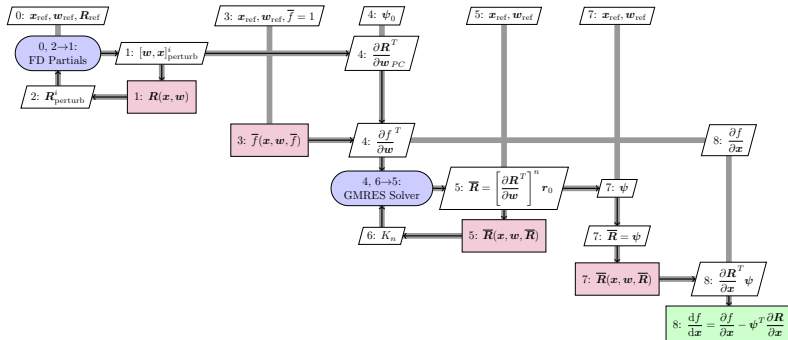 0: x_ref, w_ref, R_ref
3: x_ref, w_ref, f̅ = 1
4: ψ_0
5: x_ref, w_ref
7: x_ref, w_ref
0, 2→1:
FD Partials
1: [w, x]^i_perturb
4: ∂R^T/∂w _PC
2: R^i_perturb
1: R(x, w)
3: f̅(x, w, f̅)
4: ∂f^T/∂w
8: ∂f/∂x
4, 6→5:
GMRES Solver
5: R̅ = [∂R^T/∂w]^n r_0
7: ψ
6: K_n
5: R̅(x, w, R̅)
7: R̅ = ψ
7: R̅(x, w, R̅)
8: ∂R^T/∂x ψ
8: df/dx = ∂f/∂x − ψ^T ∂R/∂x